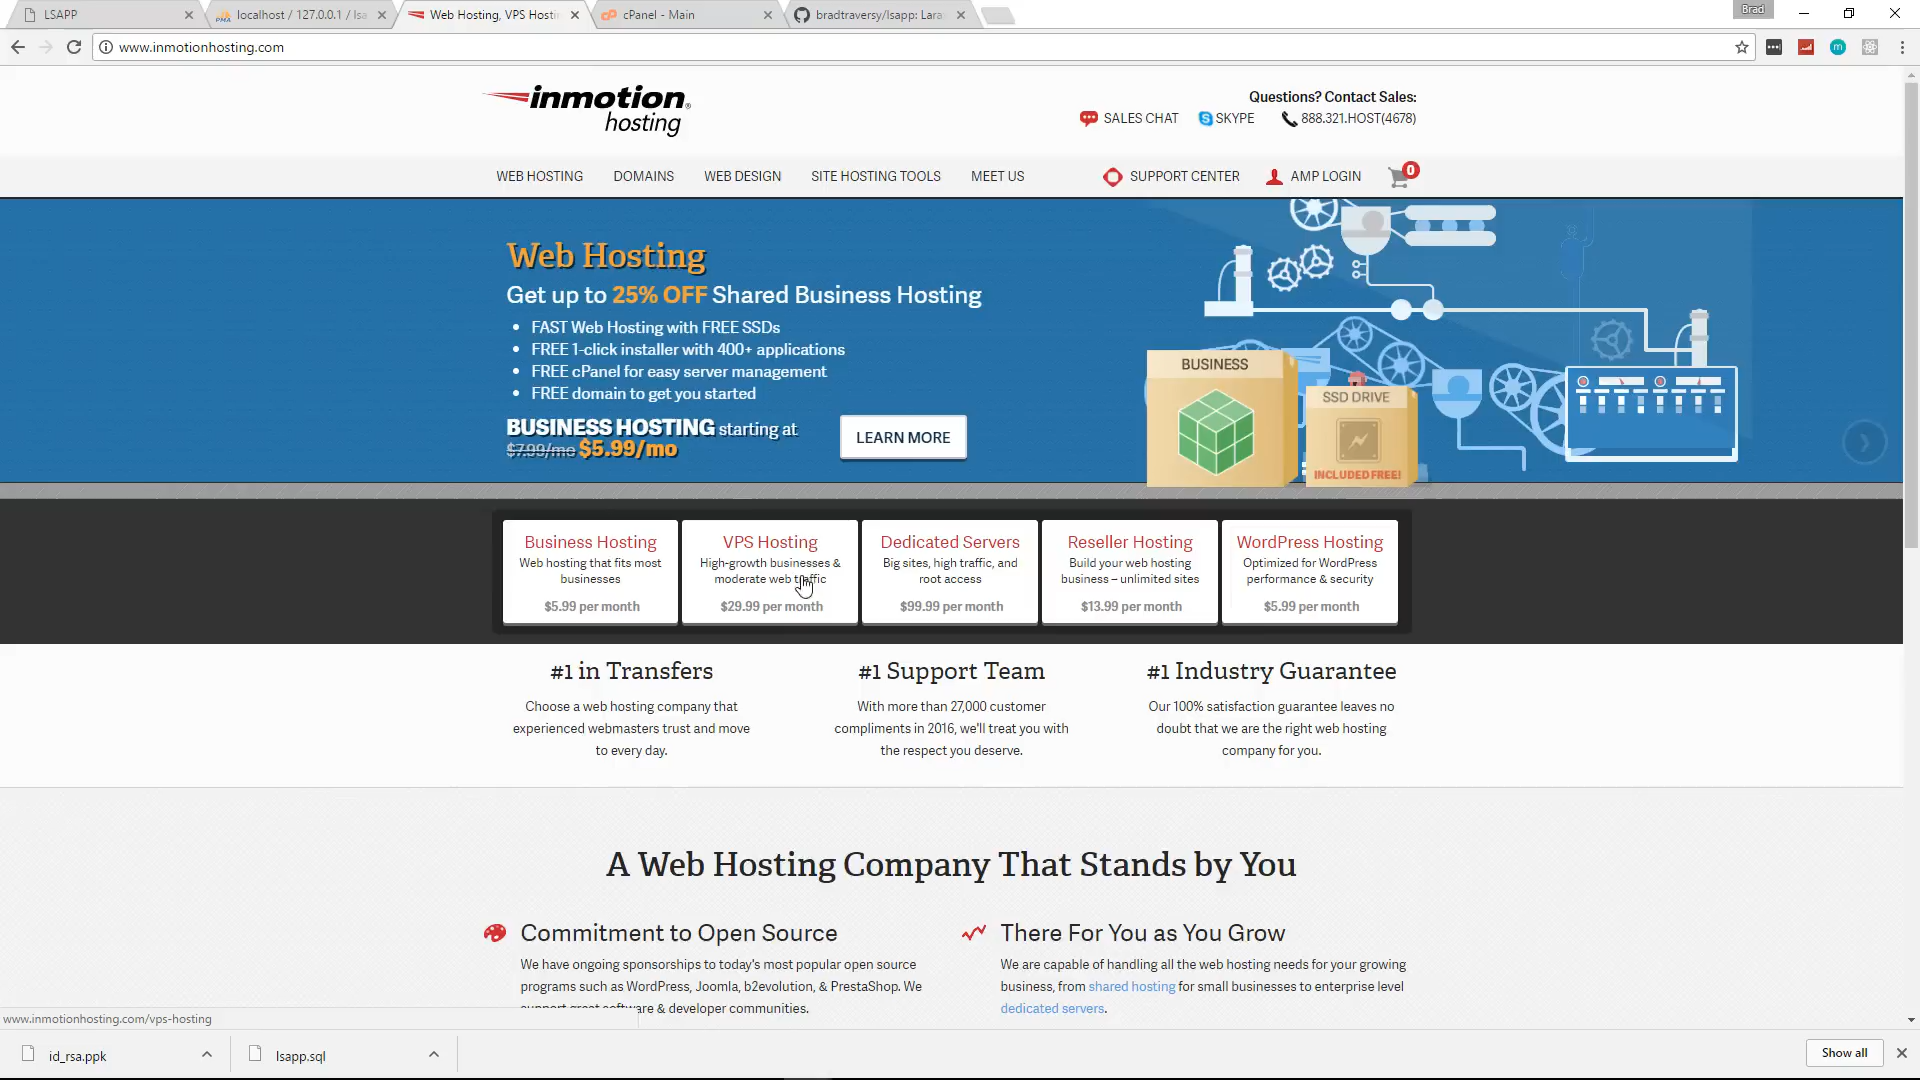 LSAPP
localhost / 127.0.0.1 / lsa
Web Hosting, VPS Hosti
cPanel - Main
bradtraversy/lsapp: Lara
Brad
www.inmotionhosting.com
inmotion
hosting
Questions? Contact Sales:
SALES CHAT
SKYPE
888.321.HOST(4678)
WEB HOSTING
DOMAINS
WEB DESIGN
SITE HOSTING TOOLS
MEET US
SUPPORT CENTER
AMP LOGIN
0
Web Hosting
Get up to 25% OFF Shared Business Hosting
• FAST Web Hosting with FREE SSDs
• FREE 1-click installer with 400+ applications
• FREE cPanel for easy server management
• FREE domain to get you started
BUSINESS HOSTING starting at
$7.99/mo $5.99/mo
LEARN MORE
BUSINESS
SSD DRIVE
INCLUDED FREE!
Business Hosting
Web hosting that fits most
businesses
$5.99 per month
VPS Hosting
High-growth businesses &
moderate web traffic
$29.99 per month
Dedicated Servers
Big sites, high traffic, and
root access
$99.99 per month
Reseller Hosting
Build your web hosting
business – unlimited sites
$13.99 per month
WordPress Hosting
Optimized for WordPress
performance & security
$5.99 per month
#1 in Transfers
Choose a web hosting company that
experienced webmasters trust and move
to every day.
#1 Support Team
With more than 27,000 customer
compliments in 2016, we'll treat you with
the respect you deserve.
#1 Industry Guarantee
Our 100% satisfaction guarantee leaves no
doubt that we are the right web hosting
company for you.
A Web Hosting Company That Stands by You
Commitment to Open Source
We have ongoing sponsorships to today's most popular open source
programs such as WordPress, Joomla, b2evolution, & PrestaShop. We
support great software & developer communities.
There For You as You Grow
We are capable of handling all the web hosting needs for your growing
business, from shared hosting for small businesses to enterprise level
dedicated servers.
www.inmotionhosting.com/vps-hosting
id_rsa.ppk
lsapp.sql
Show all